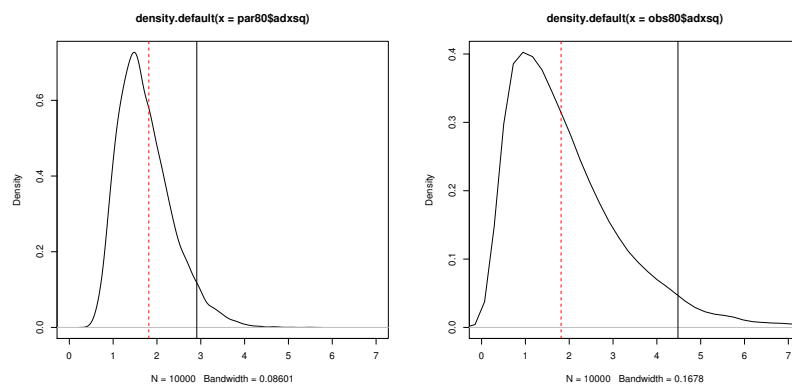 density.default(x = par80$adxsq)
Density
0.0
0.2
0.4
0.6
0 1 2 3 4 5 6 7
N = 10000 Bandwidth = 0.08601
density.default(x = obs80$adxsq)
Density
0.0
0.1
0.2
0.3
0.4
0 1 2 3 4 5 6 7
N = 10000 Bandwidth = 0.1678